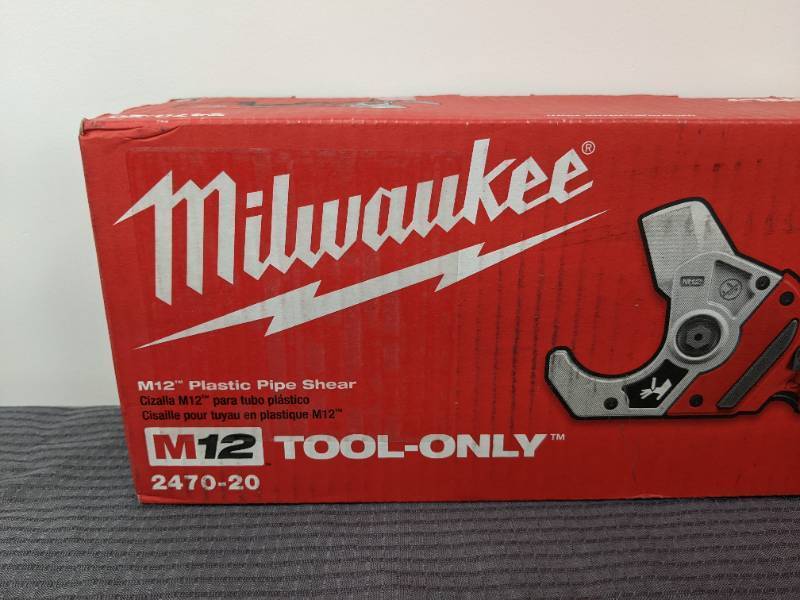 Milwaukee®
M12™ Plastic Pipe Shear
Cizalla M12™ para tubo plástico
Cisaille pour tuyau en plastique M12™
M12™ TOOL-ONLY™
2470-20
M12